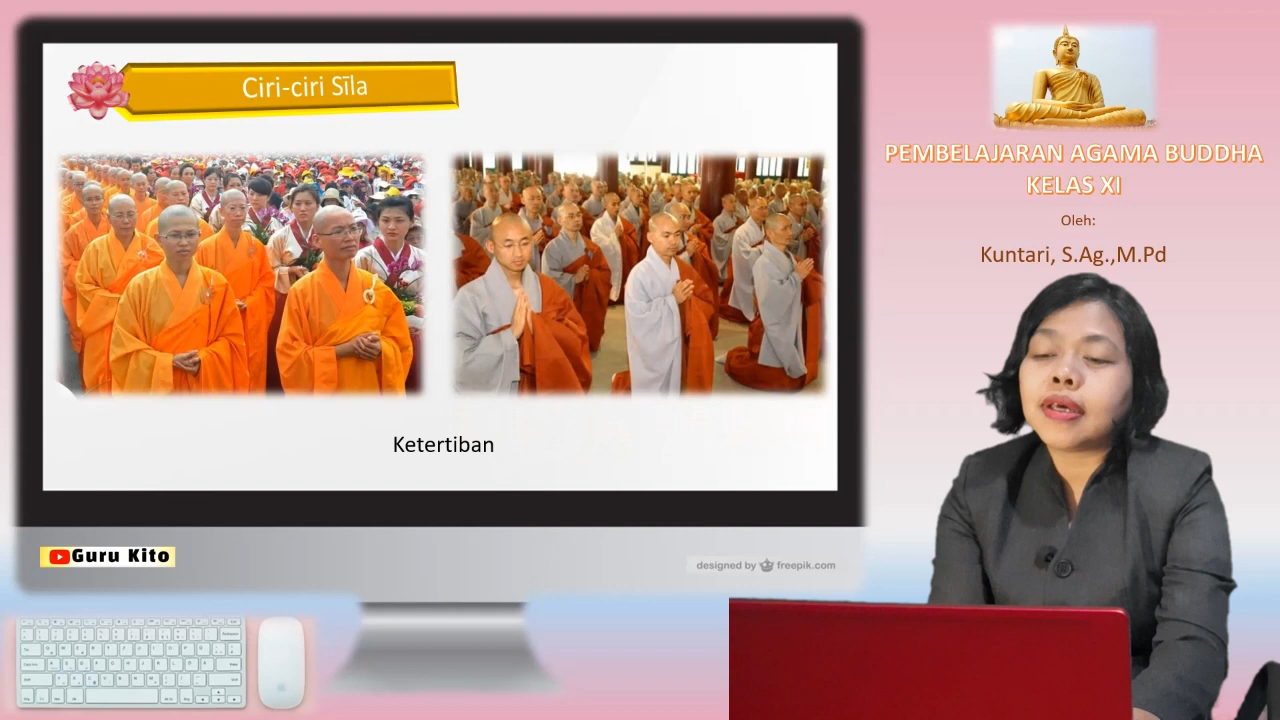 Ciri-ciri Sīla
Ketertiban
Guru Kito
designed by freepik.com
PEMBELAJARAN AGAMA BUDDHA
KELAS XI
Oleh:
Kuntari, S.Ag.,M.Pd